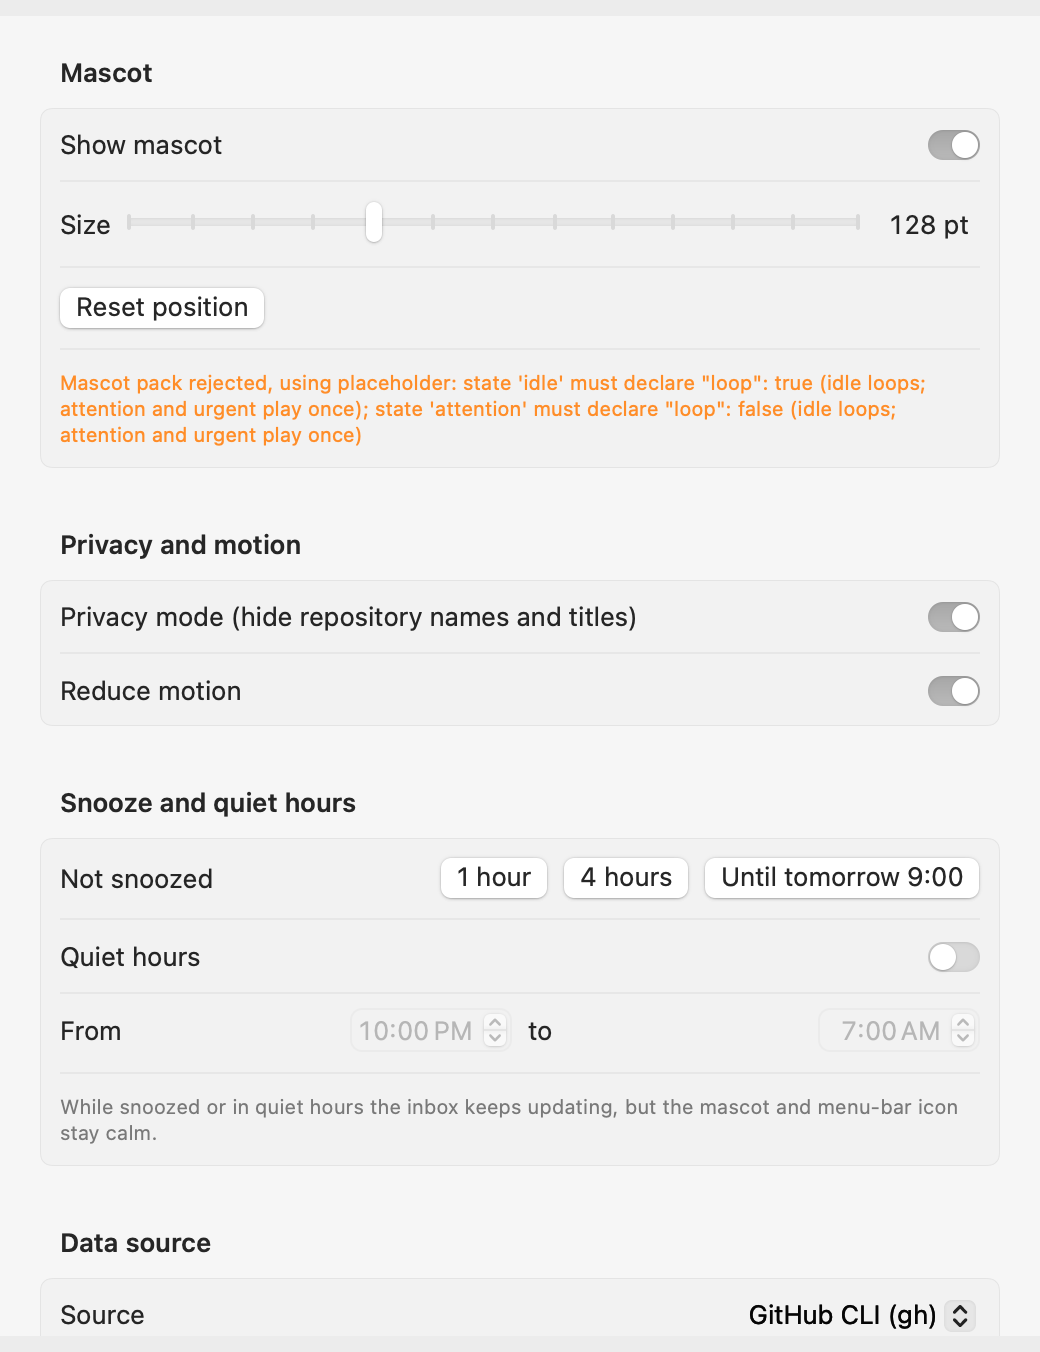 Mascot
Show mascot
Size 128 pt
Reset position
Mascot pack rejected, using placeholder: state 'idle' must declare "loop": true (idle loops;
attention and urgent play once); state 'attention' must declare "loop": false (idle loops;
attention and urgent play once)
Privacy and motion
Privacy mode (hide repository names and titles)
Reduce motion
Snooze and quiet hours
Not snoozed 1 hour 4 hours Until tomorrow 9:00
Quiet hours
From 10:00 PM to 7:00 AM
While snoozed or in quiet hours the inbox keeps updating, but the mascot and menu-bar icon
stay calm.
Data source
Source GitHub CLI (gh)